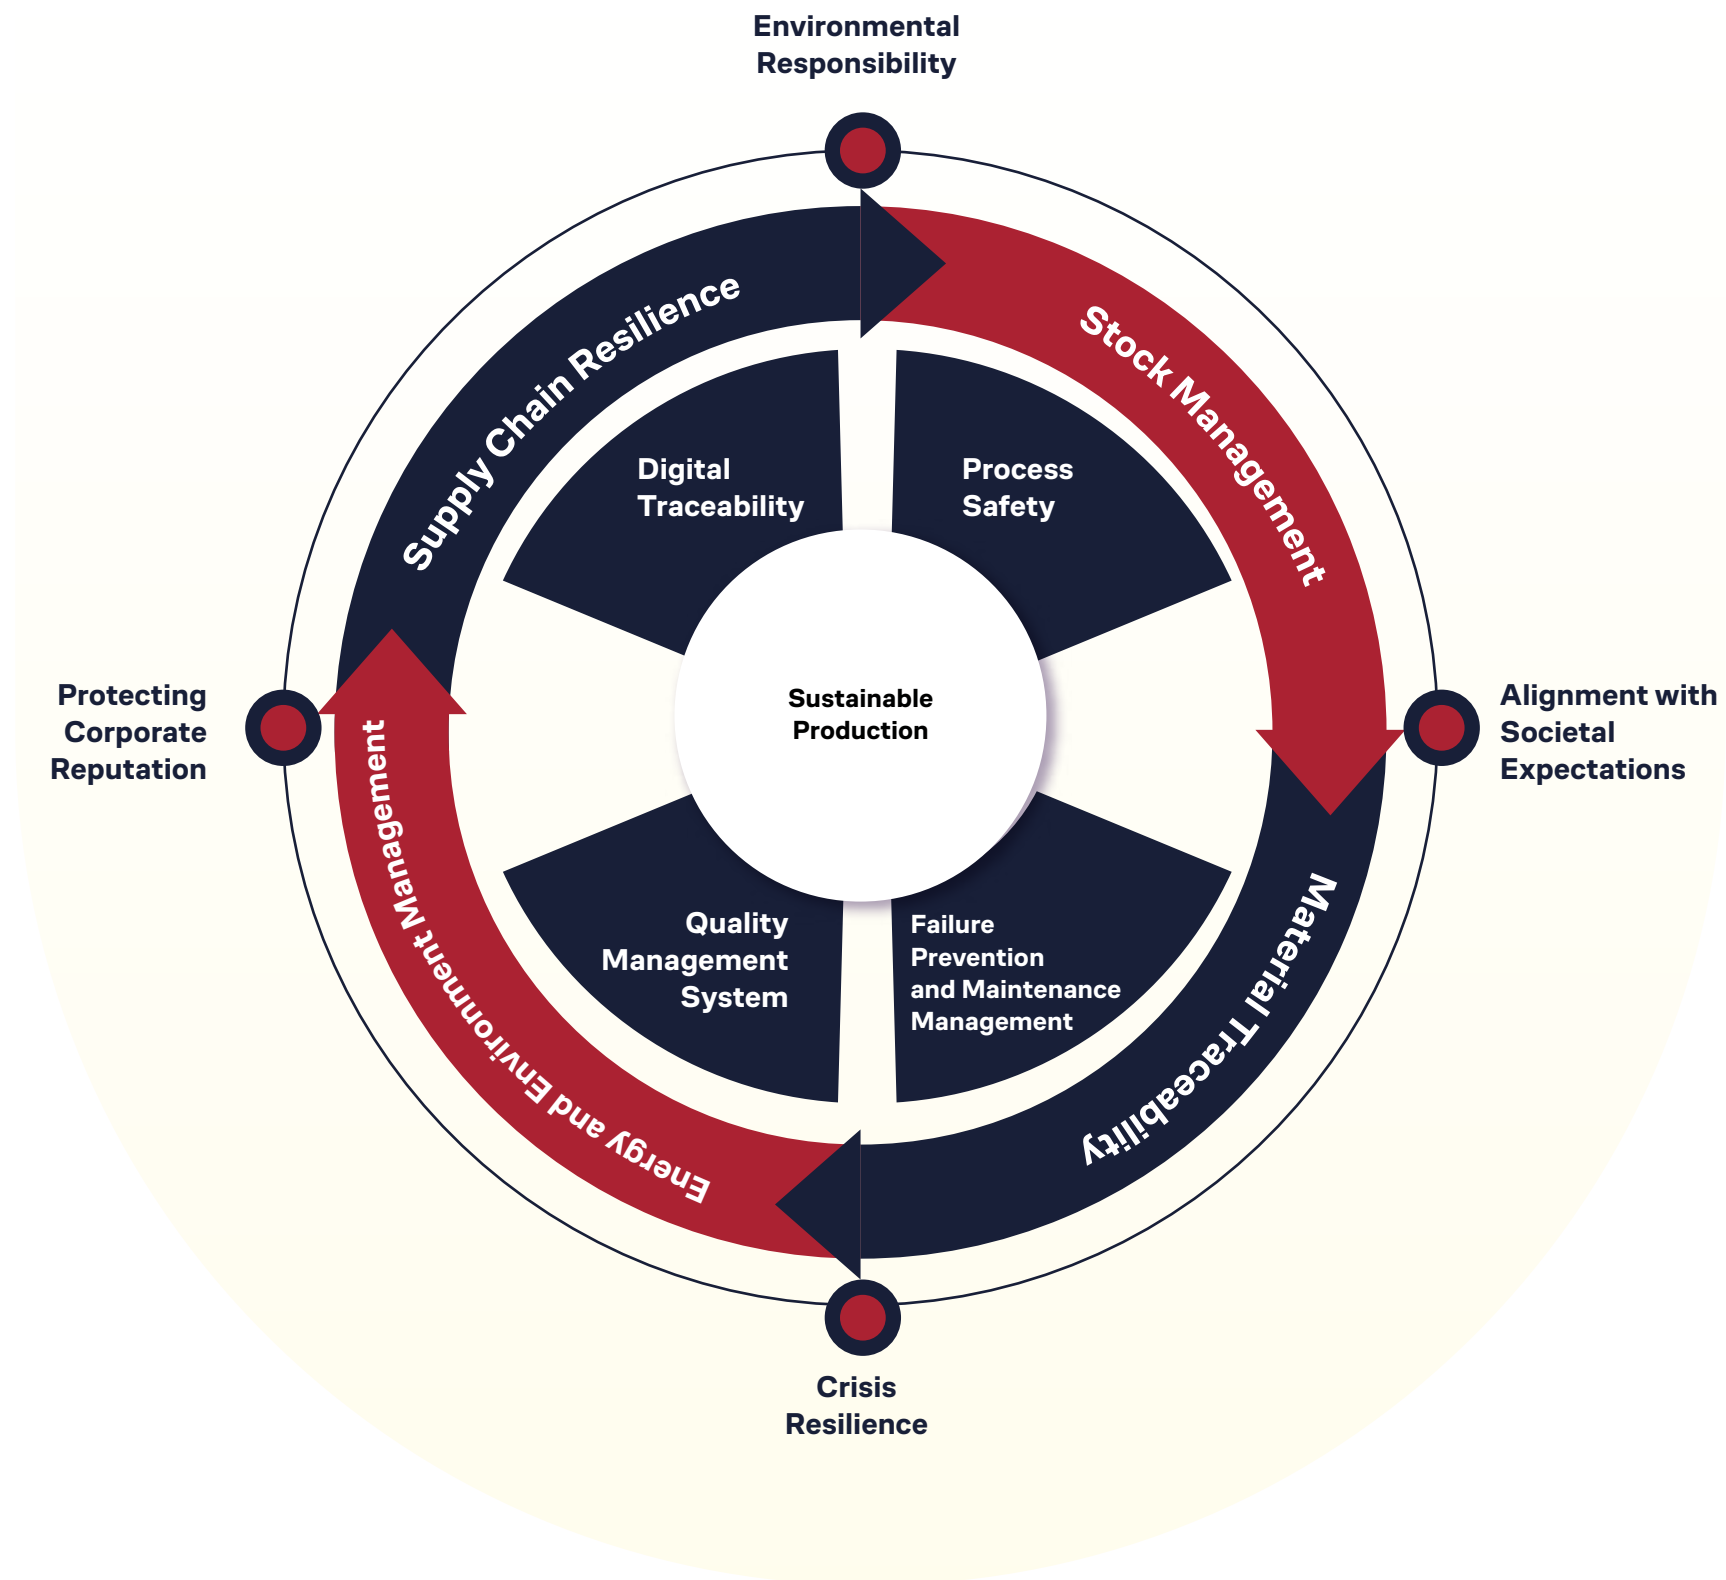 Environmental
Responsibility
Supply Chain Resilience
Stock Management
Digital
Traceability
Process
Safety
Protecting
Corporate
Reputation
Sustainable
Production
Alignment with
Societal
Expectations
Quality
Management
System
Failure
Prevention
and Maintenance
Management
Energy and Environment Management
Material Traceability
Crisis
Resilience